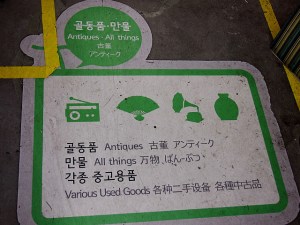 골동품·만물
Antiques·All things
古董
アンティーク
골동품 Antiques 古董 アンティーク
만물 All things 万物, ばんーぶつ
각종 중고용품
Various Used Goods 各种二手设备 各種中古品